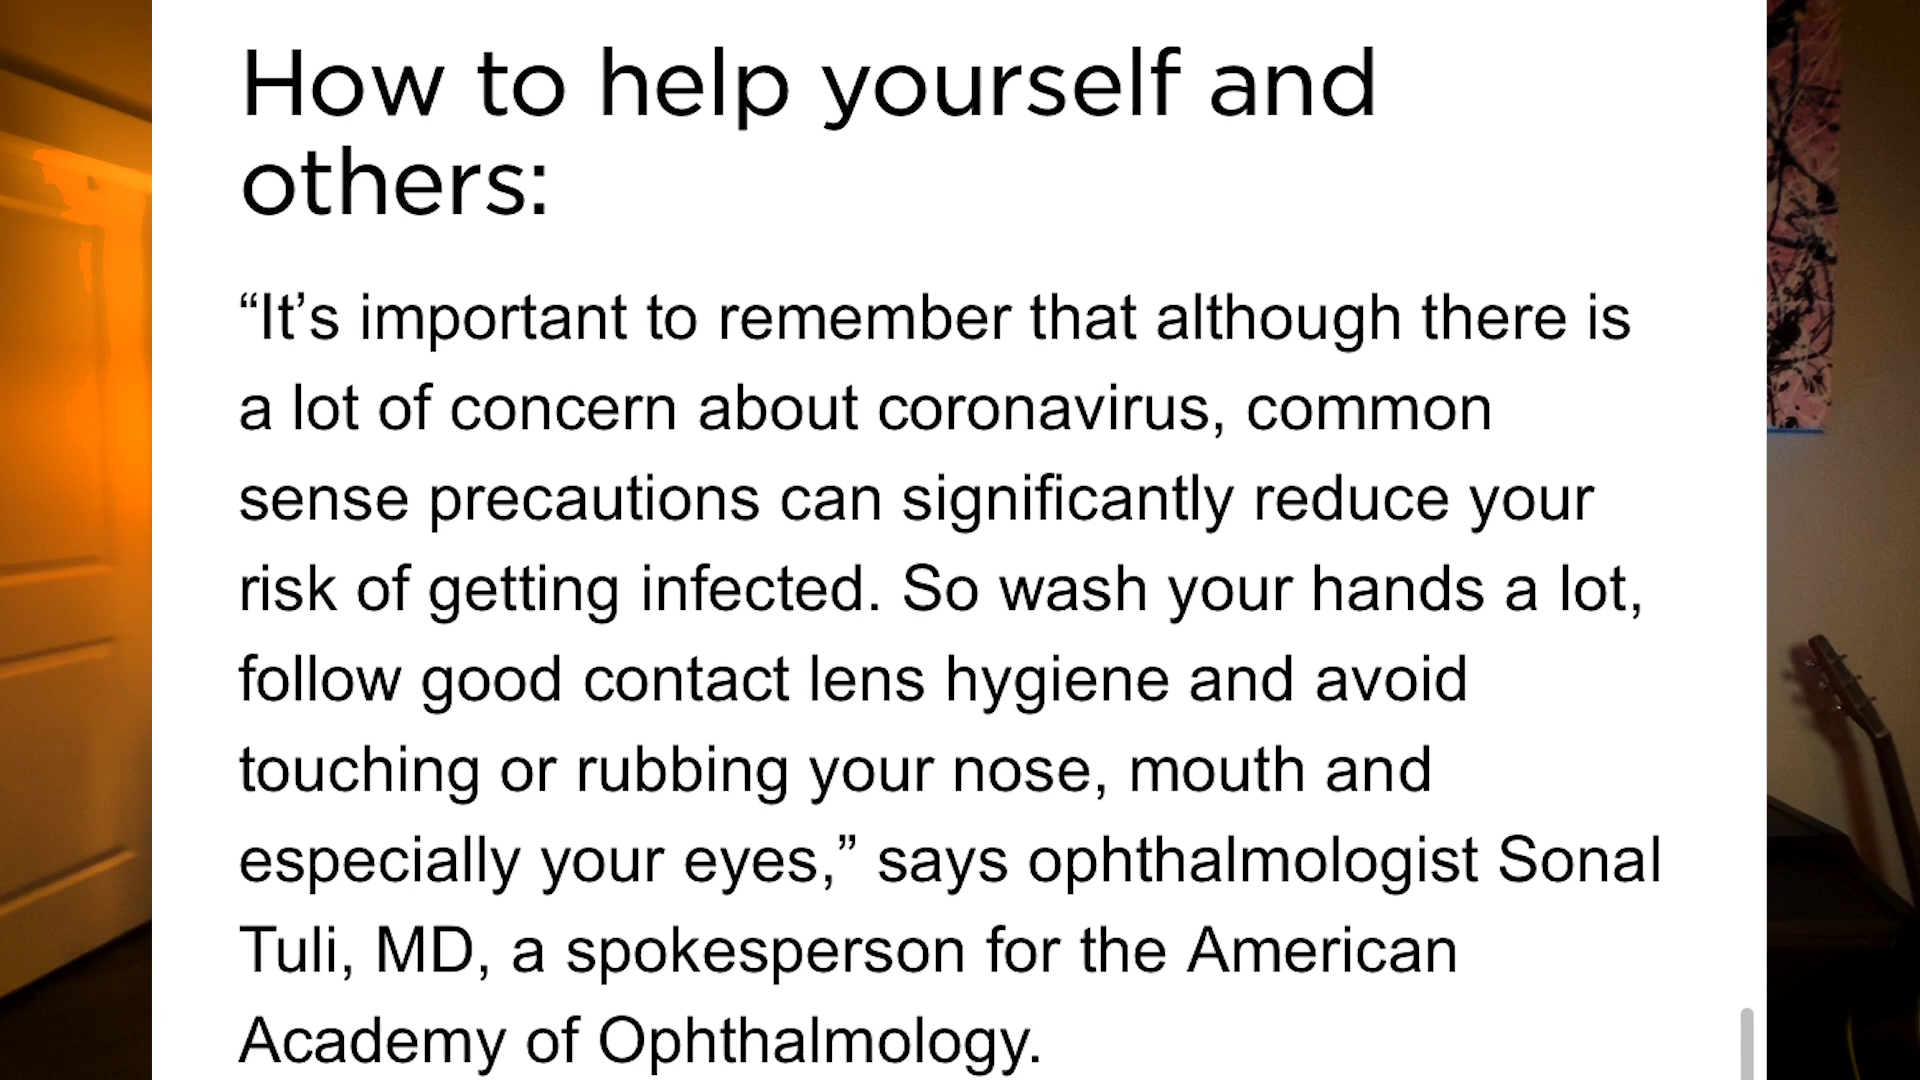 How to help yourself and
others:
“It’s important to remember that although there is
a lot of concern about coronavirus, common
sense precautions can significantly reduce your
risk of getting infected. So wash your hands a lot,
follow good contact lens hygiene and avoid
touching or rubbing your nose, mouth and
especially your eyes,” says ophthalmologist Sonal
Tuli, MD, a spokesperson for the American
Academy of Ophthalmology.